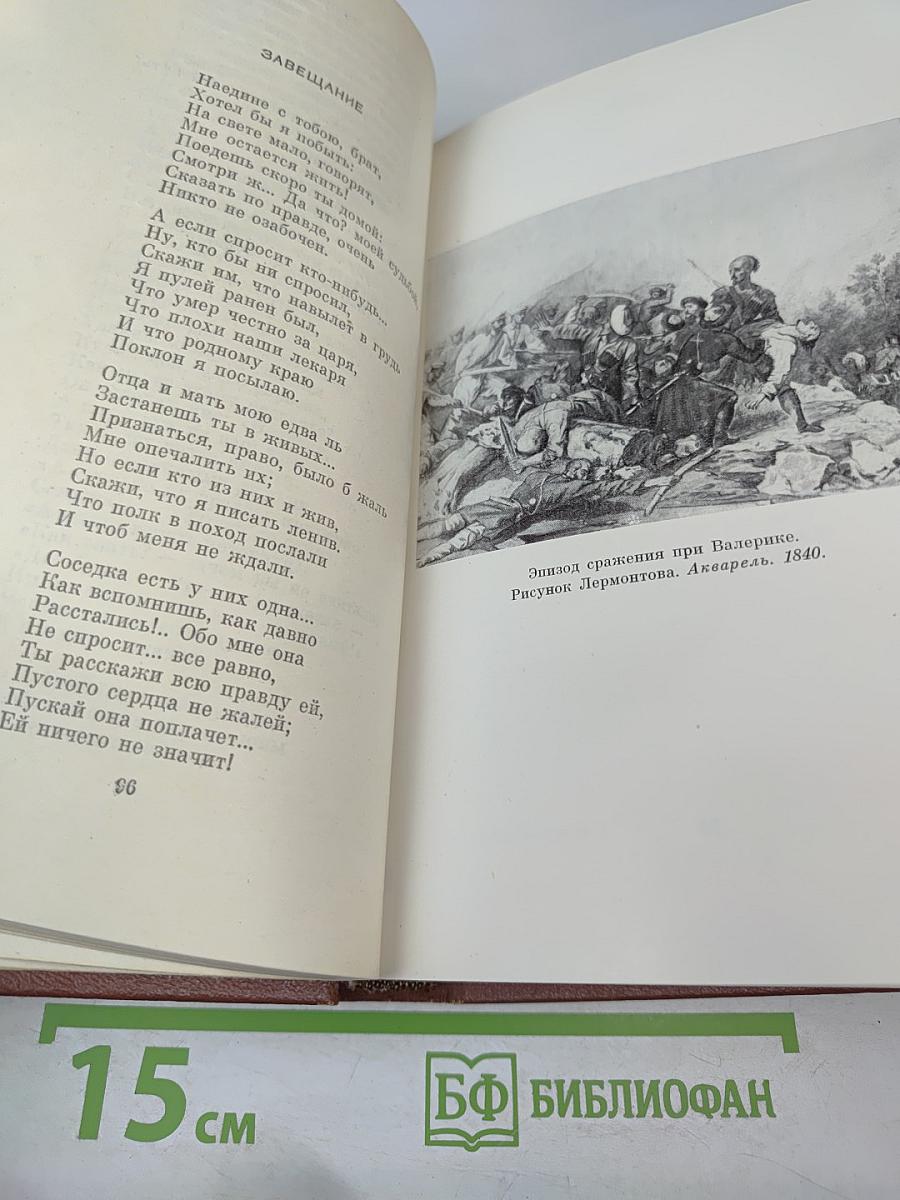 ЗАВЕЩАНИЕ
Наедине с тобою, брат,
Хотел бы я побыть:
На свете мало, говорят,
Мне остается жить!
Поедешь скоро ты домой:
Смотри ж... Да что? моей судьбой,
Сказать по правде, очень
Никто не озабочен.
А если спросит кто-нибудь...
Ну, кто бы ни спросил,
Скажи им, что навылет в грудь
Я пулей ранен был,
Что умер честно за царя,
Что плохи наши лекаря
И что родному краю
Поклон я посылаю.
Отца и мать мою едва ль
Застанешь ты в живых...
Признаться, право, было б жаль
Мне опечалить их;
Но если кто из них и жив,
Скажи, что я писать ленив.
Что полк в поход послали
И чтоб меня не ждали.
Соседка есть у них одна...
Как вспомнишь, как давно
Расстались!.. Обо мне она
Не спросит... все равно,
Ты расскажи всю правду ей,
Пустого сердца не жалей;
Пускай она поплачет...
Ей ничего не значит!
96
Эпизод сражения при Валерике.
Рисунок Лермонтова. Акварель. 1840.
15 см
БФ БИБЛИОФАН